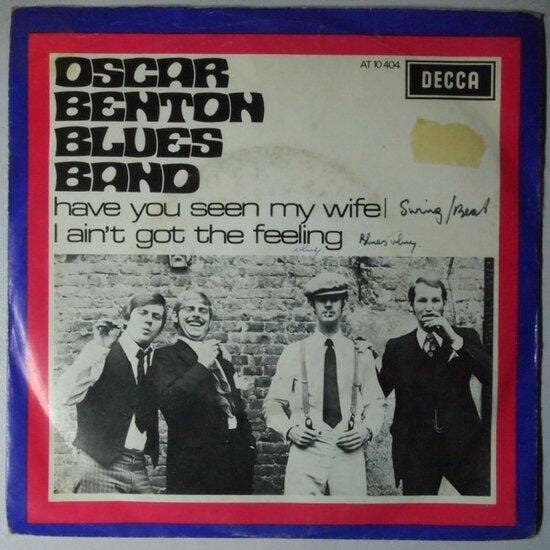 OSCAR
BENTON
BLUES
BAND
AT 10 404
DECCA
have you seen my wife
Swing/Beat
I ain't got the feeling
Blues